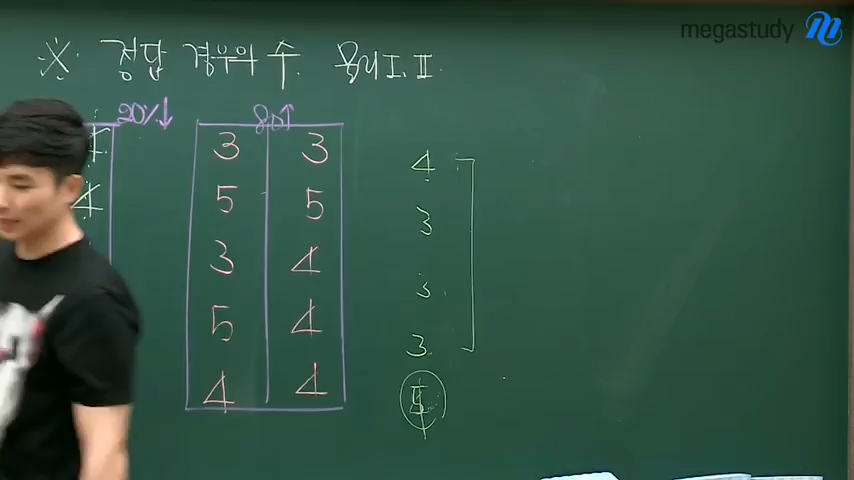 megastudy
※ 정답 경우의 수. 물리 I. II.
20%↓ 80↑
3 3 4
4 5 5 3
3 4
5 4 3
4 4